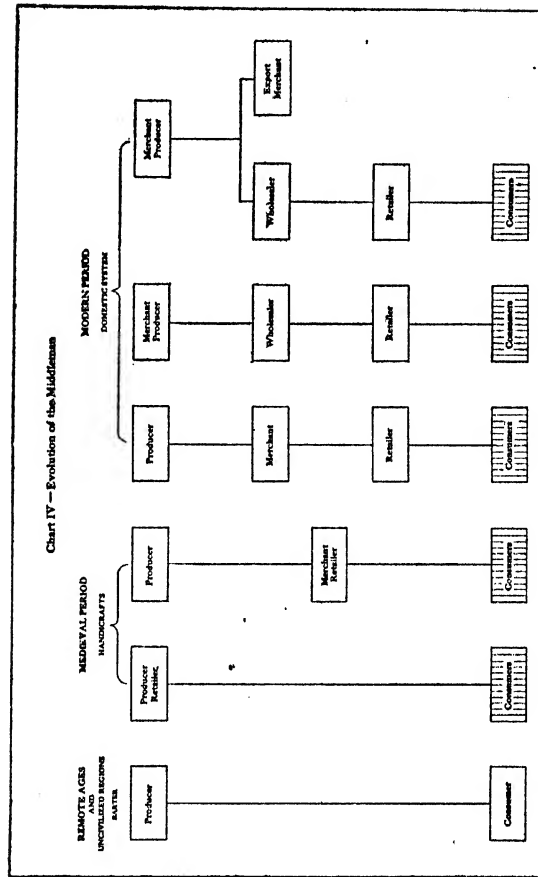 Chart IV — Evolution of the Middleman
REMOTE AGES
AND
UNCIVILIZED REGIONS
BARTER
Producer
Consumer
MEDIÆVAL PERIOD
HANDICRAFTS
Producer
Retailer
Consumers
Producer
Merchant
Retailer
Consumers
MODERN PERIOD
DOMESTIC SYSTEM
Producer
Merchant
Retailer
Consumers
Merchant
Producer
Wholesaler
Retailer
Consumers
Merchant
Producer
Wholesaler
Export
Merchant
Retailer
Consumers